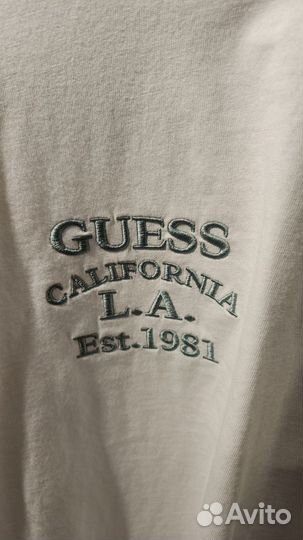 GUESS
CALIFORNIA
L.A.
Est.1981
Avito